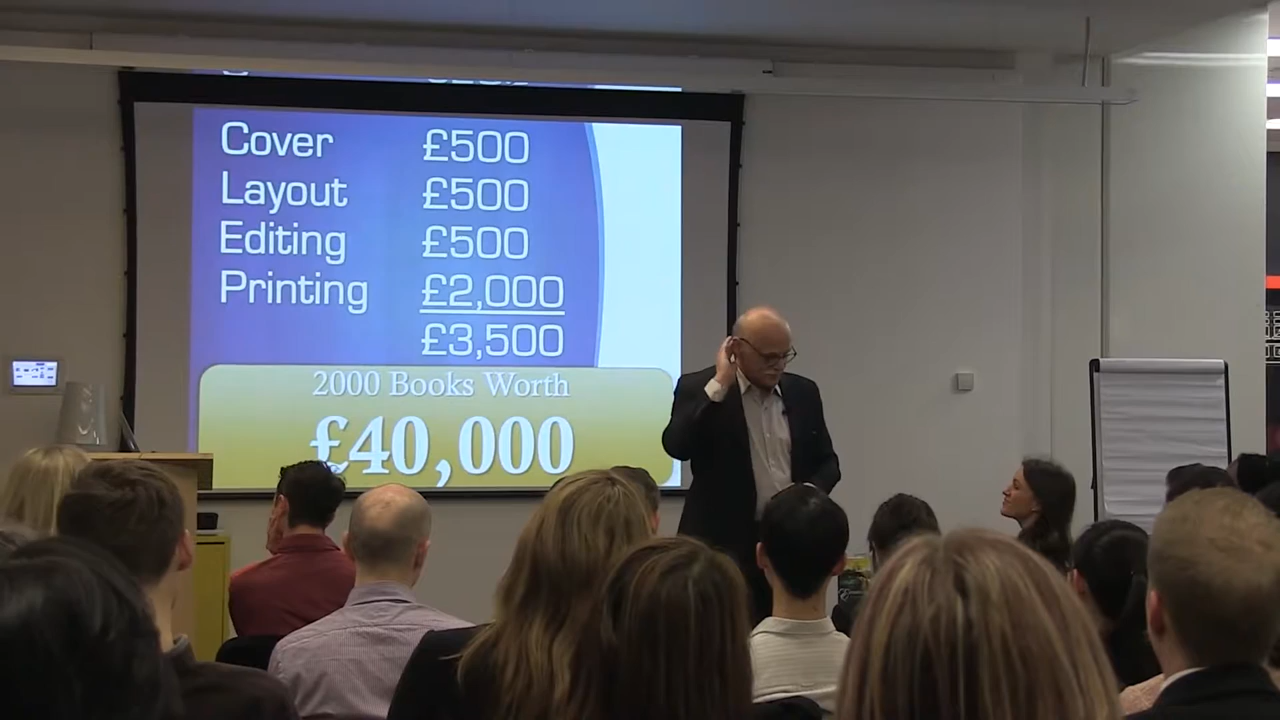 Cover £500
Layout £500
Editing £500
Printing £2,000
£3,500
2000 Books Worth
£40,000